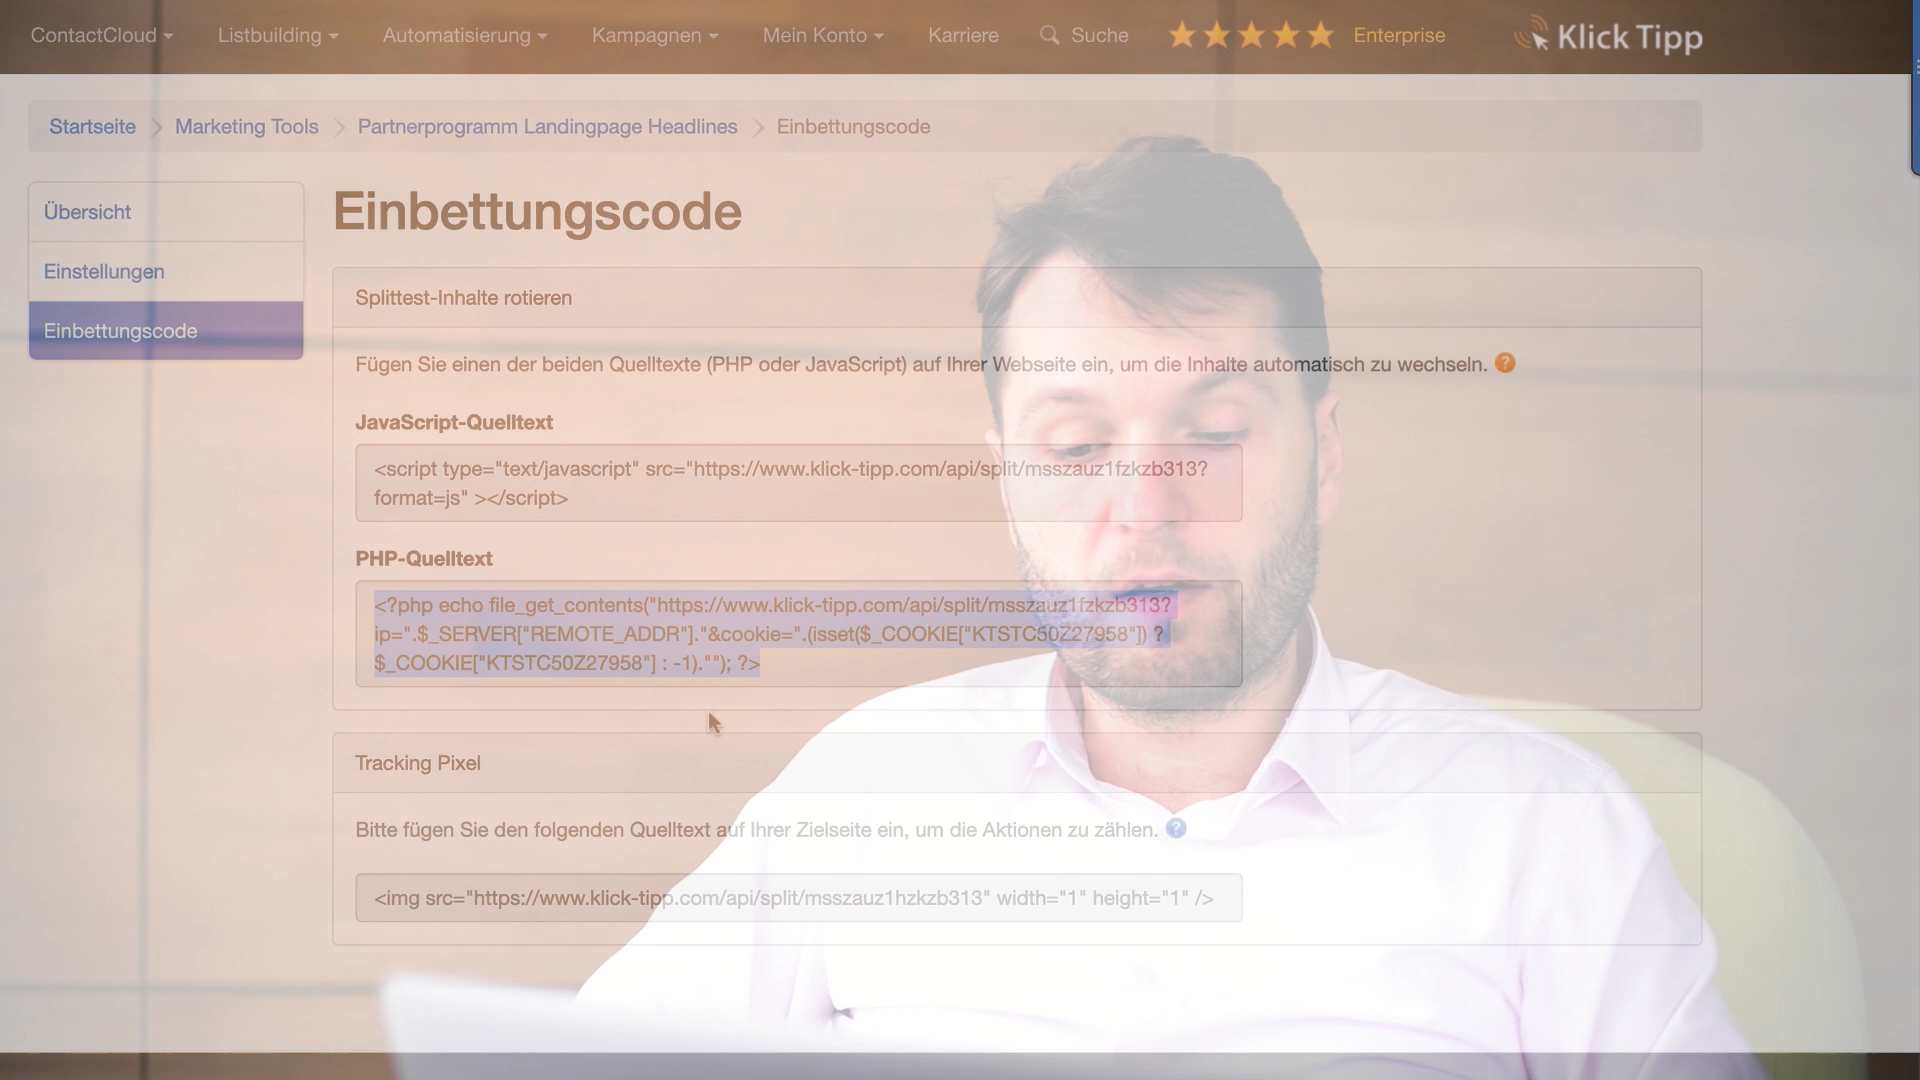 ContactCloud Listbuilding Automatisierung Kampagnen Mein Konto Karriere Suche Enterprise Klick Tipp
Startseite Marketing Tools Partnerprogramm Landingpage Headlines Einbettungscode
Übersicht
Einstellungen
Einbettungscode
Einbettungscode
Splittest-Inhalte rotieren
Fügen Sie einen der beiden Quelltexte (PHP oder JavaScript) auf Ihrer Webseite ein, um die Inhalte automatisch zu wechseln. ?
JavaScript-Quelltext
<script type="text/javascript" src="https://www.klick-tipp.com/api/split/msszauz1fzkzb313?
format=js" ></script>
PHP-Quelltext
<?php echo file_get_contents("https://www.klick-tipp.com/api/split/msszauz1fzkzb313?
ip=".$_SERVER["REMOTE_ADDR"]."&cookie=".(isset($_COOKIE["KTSTC50Z27958"]) ?
$_COOKIE["KTSTC50Z27958"] : -1).""); ?>
Tracking Pixel
Bitte fügen Sie den folgenden Quelltext auf Ihrer Zielseite ein, um die Aktionen zu zählen. ?
<img src="https://www.klick-tipp.com/api/split/msszauz1hzkzb313" width="1" height="1" />